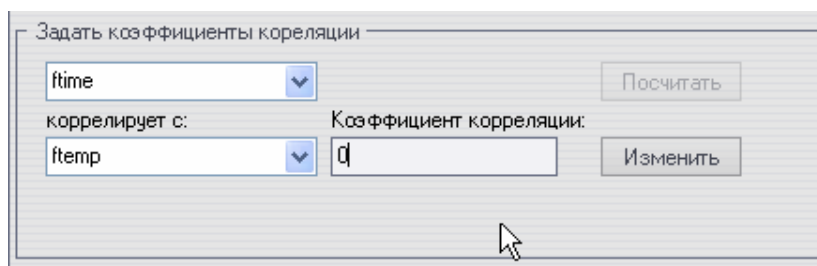 Задать коэффициенты кореляции
ftime
Посчитать
коррелирует с:
Коэффициент корреляции:
ftemp
0
Изменить